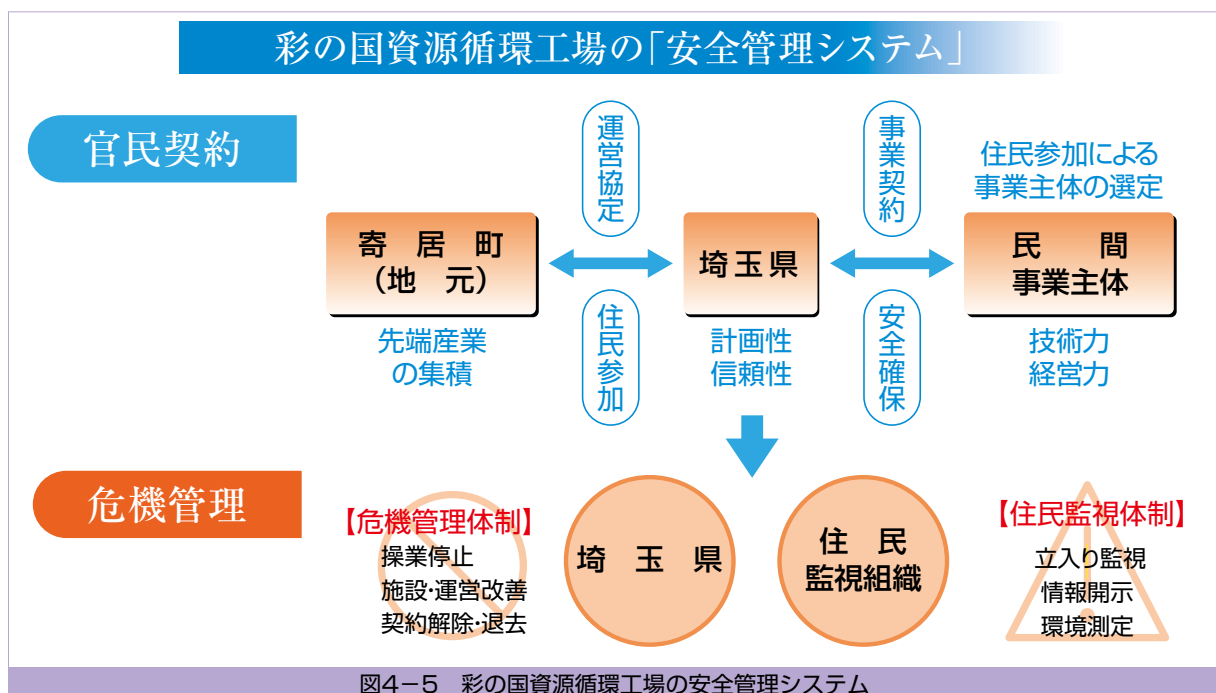 彩の国資源循環工場の「安全管理システム」
官民契約
運営協定
事業契約
住民参加による
事業主体の選定
寄居町
(地元)
埼玉県
民間
事業主体
先端産業
の集積
住民参加
計画性
信頼性
安全確保
技術力
経営力
危機管理
【危機管理体制】
操業停止
施設・運営改善
契約解除・退去
埼玉県
住民
監視組織
【住民監視体制】
立入り監視
情報開示
環境測定
図4-5 彩の国資源循環工場の安全管理システム